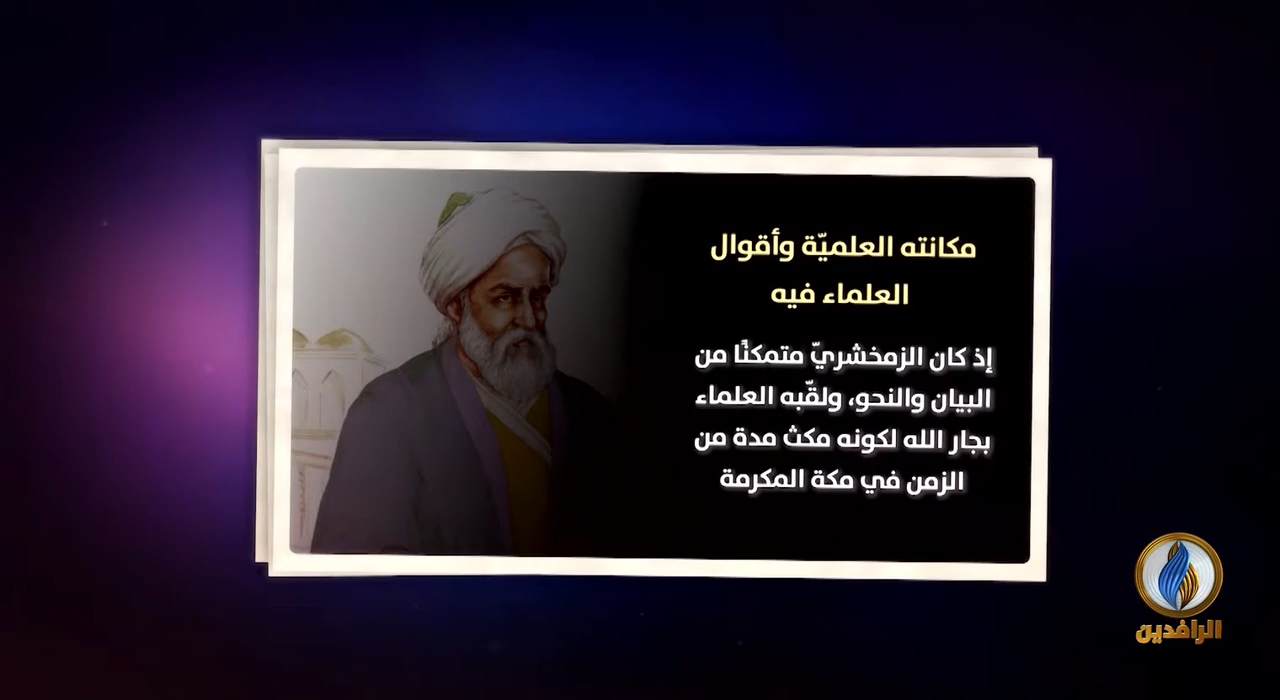 مكانته العلميّة وأقوال
العلماء فيه
إذ كان الزمخشريّ متمكنًا من
البيان والنحو، ولقّبه العلماء
بجار الله لكونه مكث مدة من
الزمن في مكة المكرمة
الرافدين